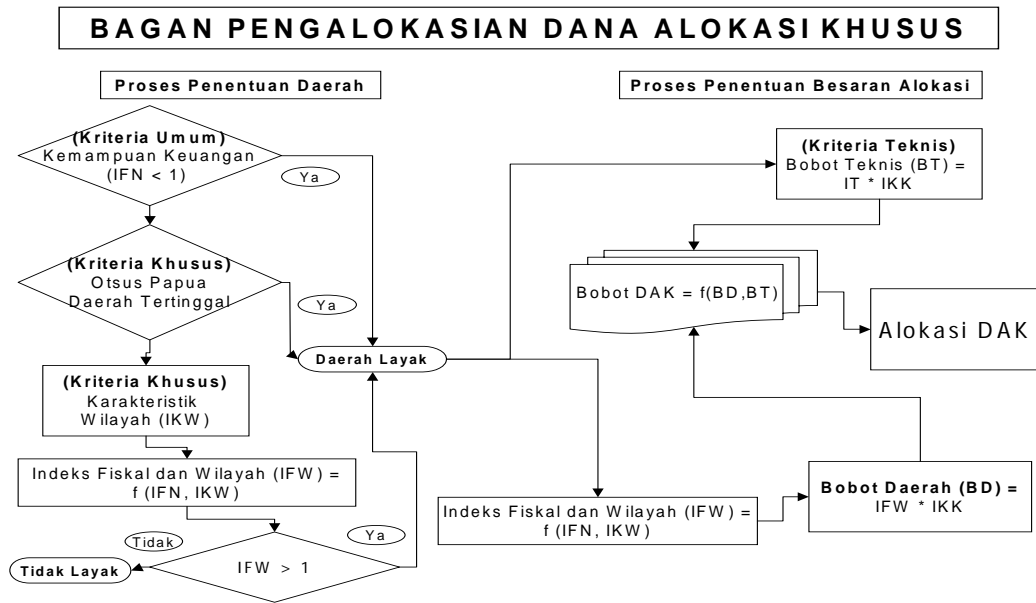 BAGAN PENGALOKASIAN DANA ALOKASI KHUSUS
Proses Penentuan Daerah
(Kriteria Umum)
Kemampuan Keuangan
(IFN < 1)
Ya
(Kriteria Khusus)
Otsus Papua
Daerah Tertinggal
Ya
Daerah Layak
(Kriteria Khusus)
Karakteristik
Wilayah (IKW)
Indeks Fiskal dan Wilayah (IFW) =
f (IFN, IKW)
Tidak
Ya
IFW > 1
Tidak Layak
Proses Penentuan Besaran Alokasi
(Kriteria Teknis)
Bobot Teknis (BT) =
IT * IKK
Bobot DAK = f(BD,BT)
Alokasi DAK
Indeks Fiskal dan Wilayah (IFW) =
f (IFN, IKW)
Bobot Daerah (BD) =
IFW * IKK